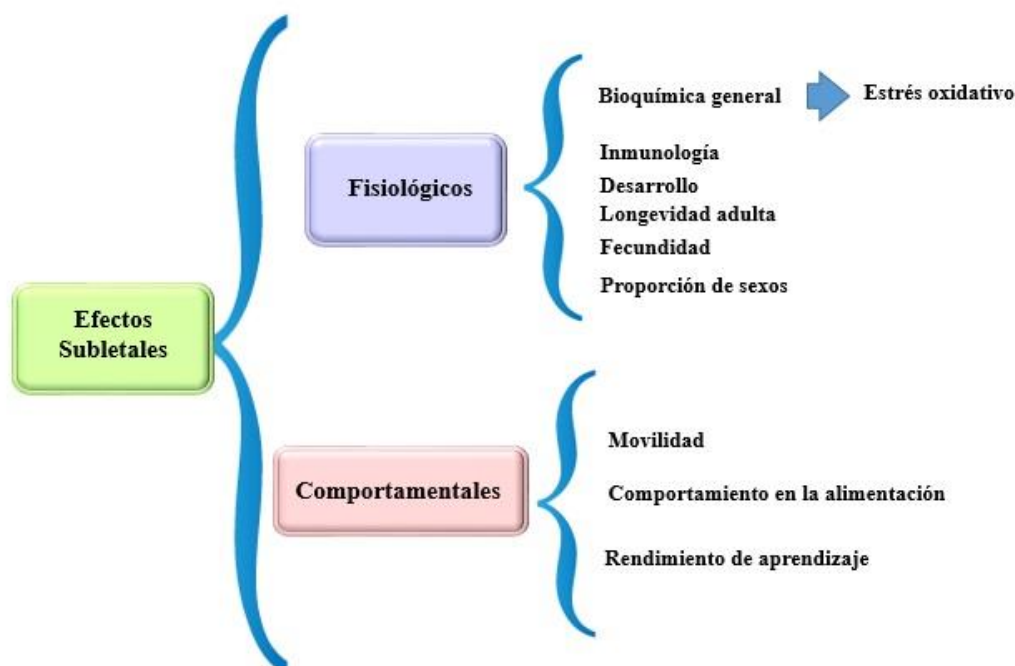 Efectos
Subletales
Fisiológicos
Bioquímica general
Estrés oxidativo
Inmunología
Desarrollo
Longevidad adulta
Fecundidad
Proporción de sexos
Comportamentales
Movilidad
Comportamiento en la alimentación
Rendimiento de aprendizaje